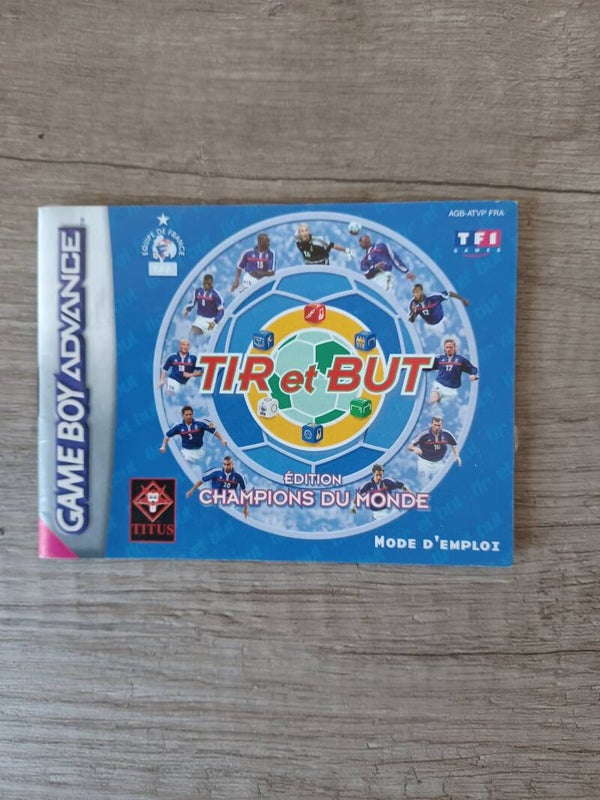 AGB-ATVP FRA
ÉQUIPE DE FRANCE
F.F.F.
TF1
GAMES
GAME BOY ADVANCE
TIR et BUT
ÉDITION
CHAMPIONS DU MONDE
TITUS
MODE D'EMPLOI